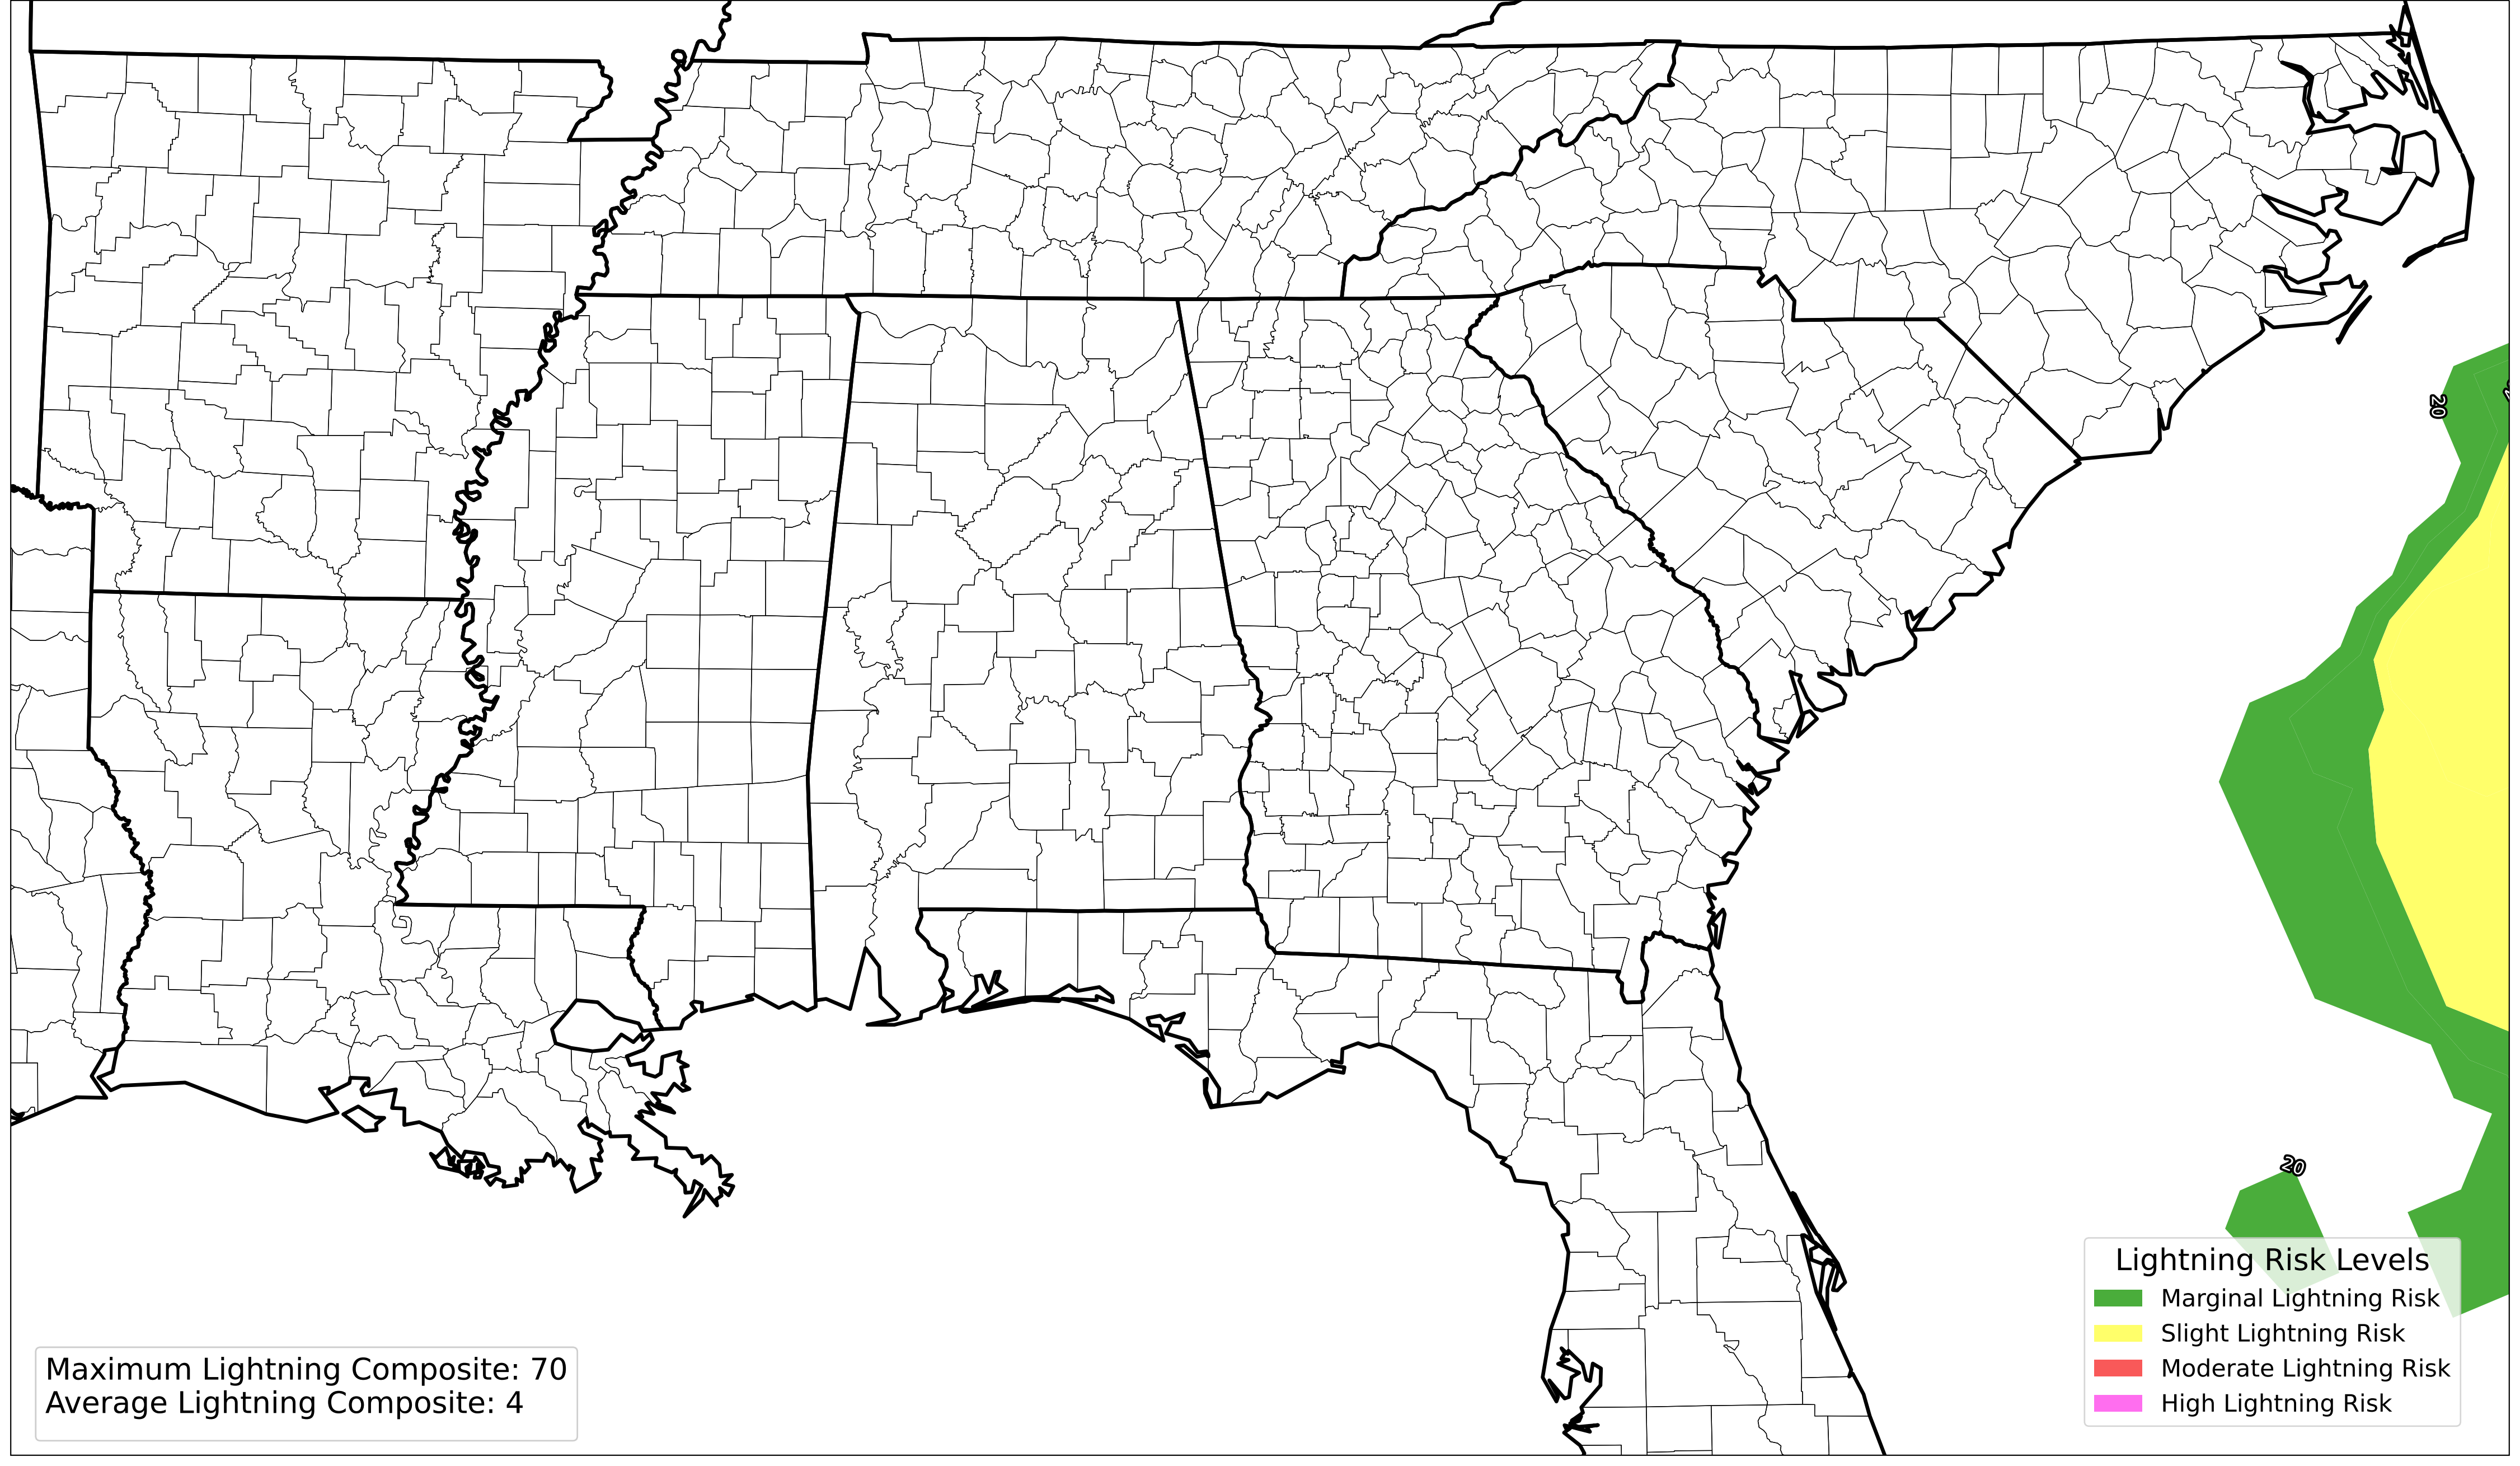 20
20
Lightning Risk Levels
Marginal Lightning Risk
Slight Lightning Risk
Moderate Lightning Risk
High Lightning Risk
Maximum Lightning Composite: 70
Average Lightning Composite: 4